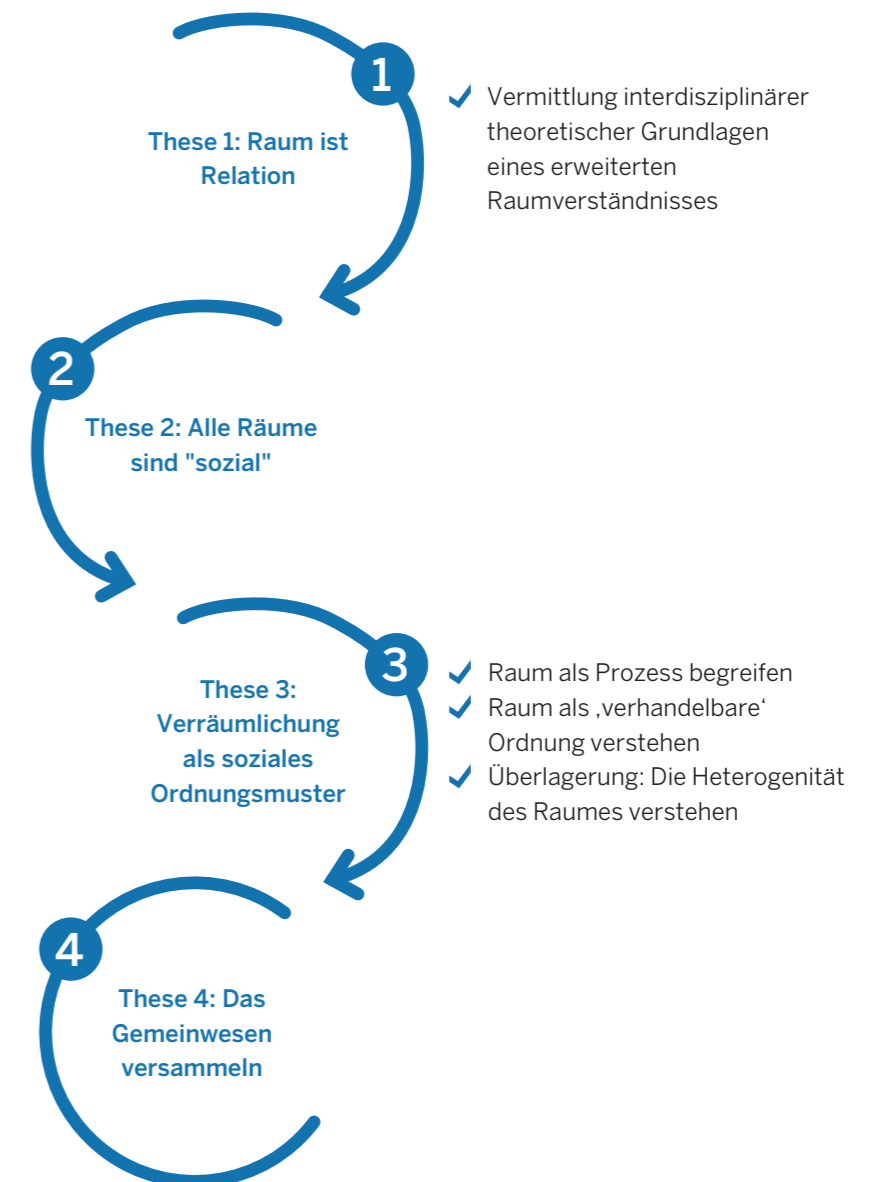 1
These 1: Raum ist
Relation
Vermittlung interdisziplinärer
theoretischer Grundlagen
eines erweiterten
Raumverständnisses
2
These 2: Alle Räume
sind "sozial"
3
These 3:
Verräumlichung
als soziales
Ordnungsmuster
Raum als Prozess begreifen
Raum als ‚verhandelbare‘
Ordnung verstehen
Überlagerung: Die Heterogenität
des Raumes verstehen
4
These 4: Das
Gemeinwesen
versammeln